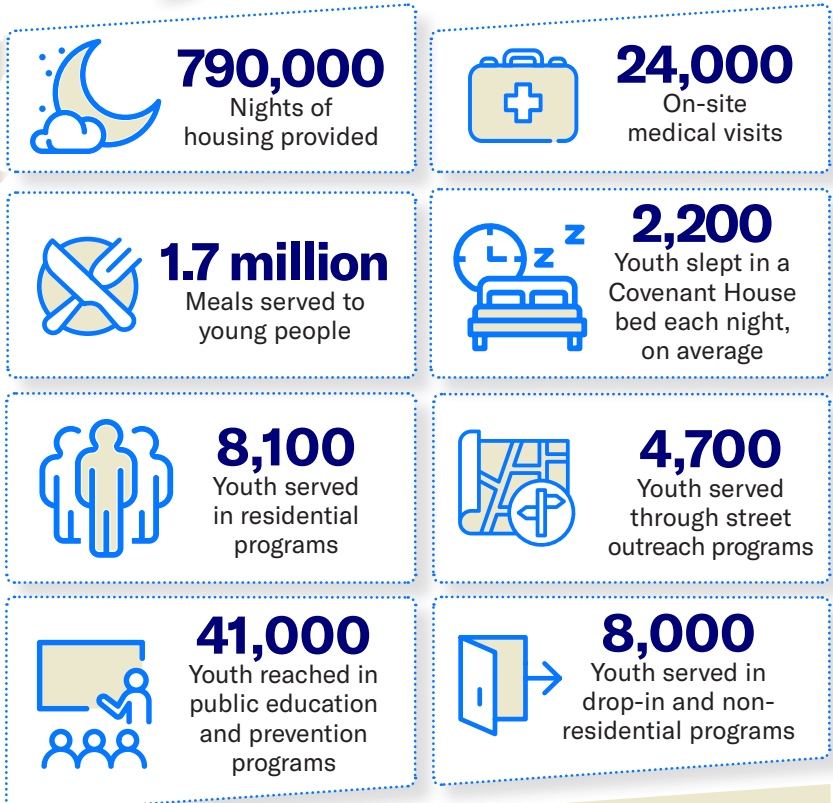 790,000
Nights of
housing provided
24,000
On-site
medical visits
1.7 million
Meals served to
young people
2,200
Youth slept in a
Covenant House
bed each night,
on average
8,100
Youth served
in residential
programs
4,700
Youth served
through street
outreach programs
41,000
Youth reached in
public education
and prevention
programs
8,000
Youth served in
drop-in and non-
residential programs